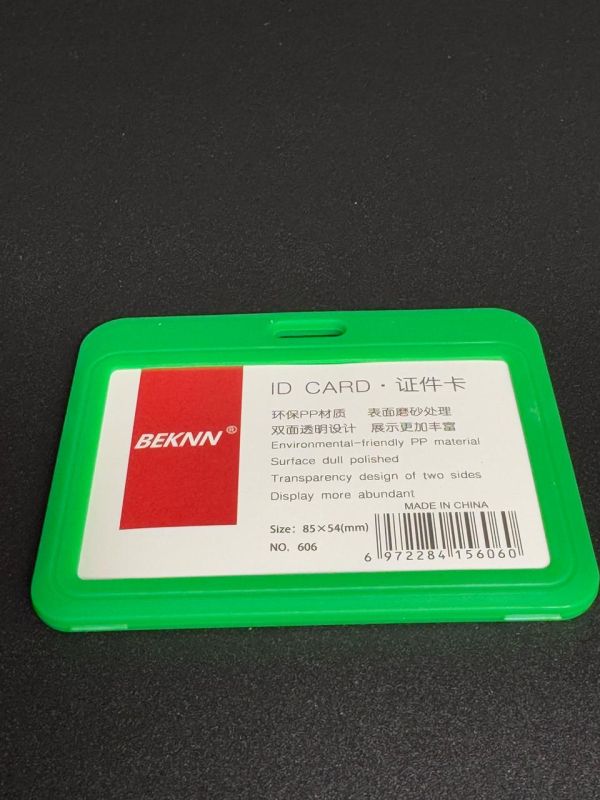 BEKNN®
ID CARD · 证件卡
环保PP材质 表面磨砂处理
双面透明设计 展示更加丰富
Environmental-friendly PP material
Surface dull polished
Transparency design of two sides
Display more abundant
MADE IN CHINA
Size: 85×54(mm)
NO. 606
6 972284 156060